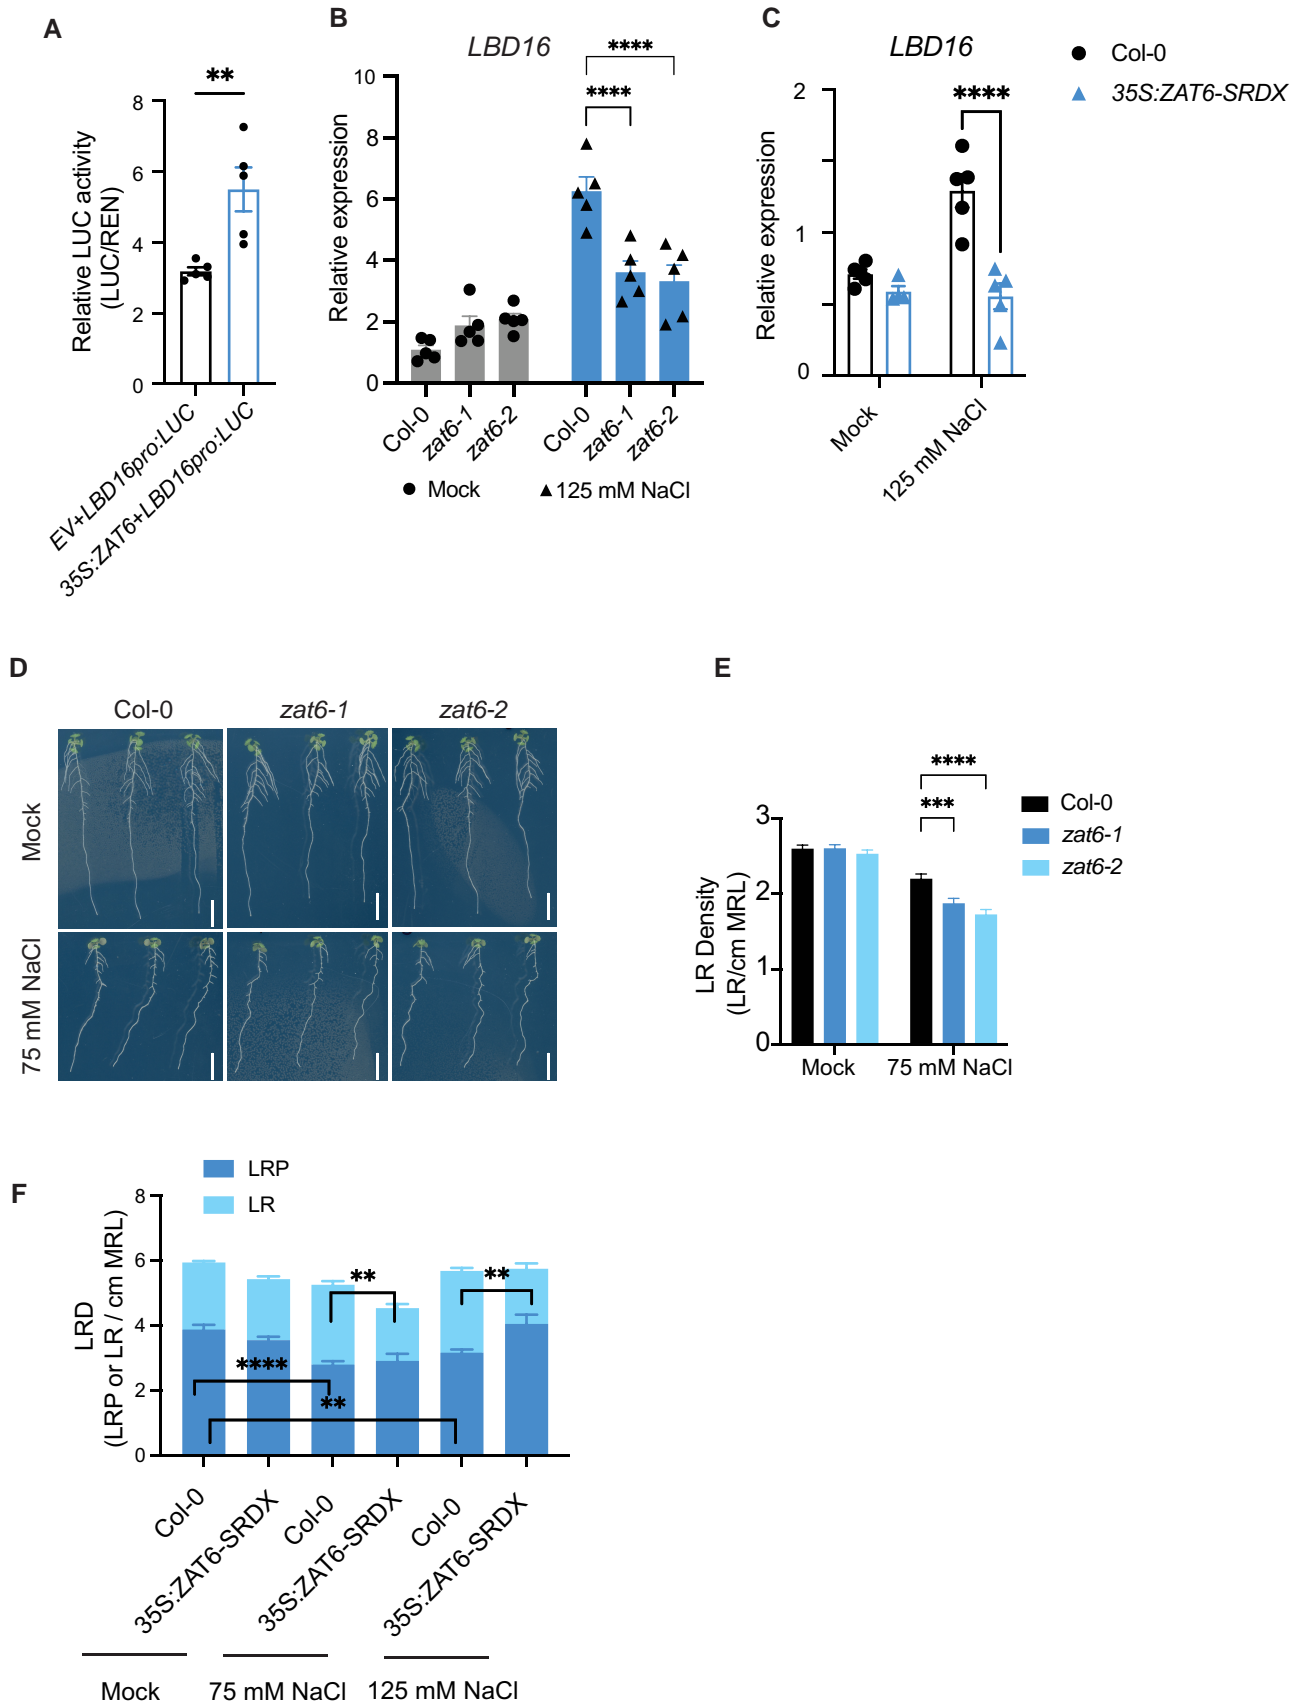 A
**
Relative LUC activity
(LUC/REN)
8
6
4
2
0
EV+LBD16pro:LUC
35S:ZAT6+LBD16pro:LUC
B
LBD16
****
****
Relative expression
10
8
6
4
2
0
Col-0
zat6-1
zat6-2
Col-0
zat6-1
zat6-2
Mock
125 mM NaCl
C
LBD16
Col-0
35S:ZAT6-SRDX
****
Relative expression
2
1
0
Mock
125 mM NaCl
D
Col-0
zat6-1
zat6-2
Mock
75 mM NaCl
E
****
***
Col-0
zat6-1
zat6-2
LR Density
(LR/cm MRL)
3
2
1
0
Mock
75 mM NaCl
F
LRP
LR
LRD
(LRP or LR / cm MRL)
8
6
4
2
0
**
**
****
**
Col-0
35S:ZAT6-SRDX
Col-0
35S:ZAT6-SRDX
Col-0
35S:ZAT6-SRDX
Mock
75 mM NaCl
125 mM NaCl